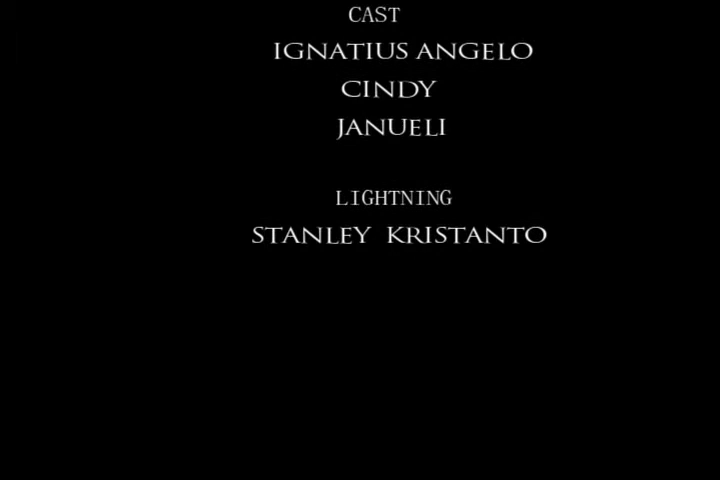 CAST
IGNATIUS ANGELO
CINDY
JANUELI
LIGHTNING
STANLEY KRISTANTO